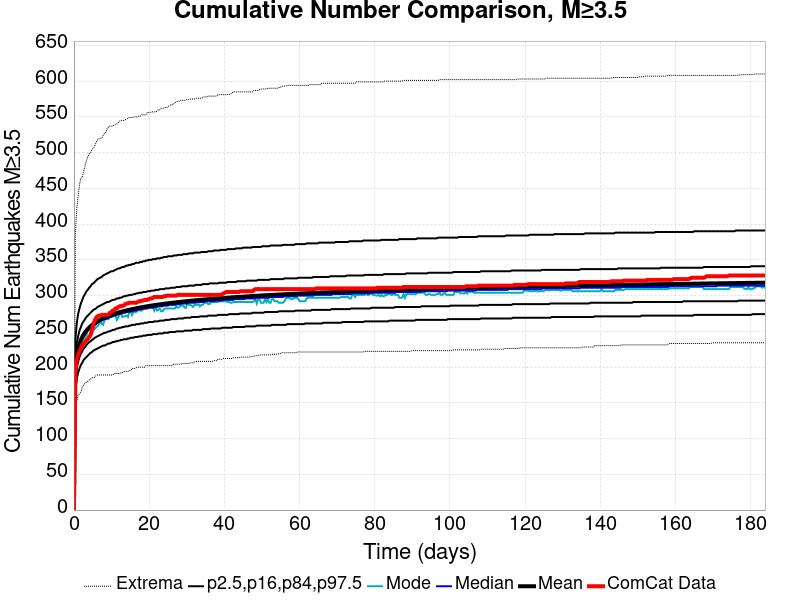 Cumulative Number Comparison, M≥3.5
Cumulative Num Earthquakes M≥3.5
650
600
550
500
450
400
350
300
250
200
150
100
50
0
0 20 40 60 80 100 120 140 160 180
Time (days)
Extrema p2.5,p16,p84,p97.5 Mode Median Mean ComCat Data